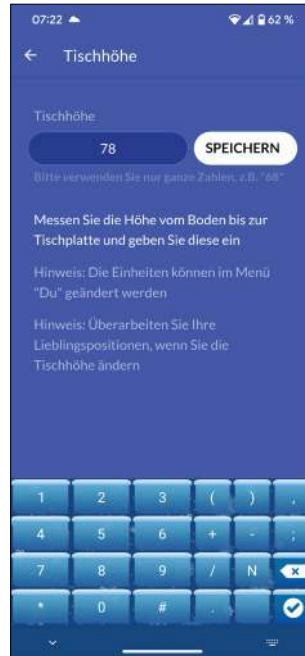 07:22 62 %
← Tischhöhe
Tischhöhe
78 SPEICHERN
Bitte verwenden Sie nur ganze Zahlen, z.B. "68"
Messen Sie die Höhe vom Boden bis zur
Tischplatte und geben Sie diese ein
Hinweis: Die Einheiten können im Menü
"Du" geändert werden
Hinweis: Überarbeiten Sie Ihre
Lieblingspositionen, wenn Sie die
Tischhöhe ändern
1 2 3 ( ) ,
4 5 6 + - ;
7 8 9 / N
* 0 # .